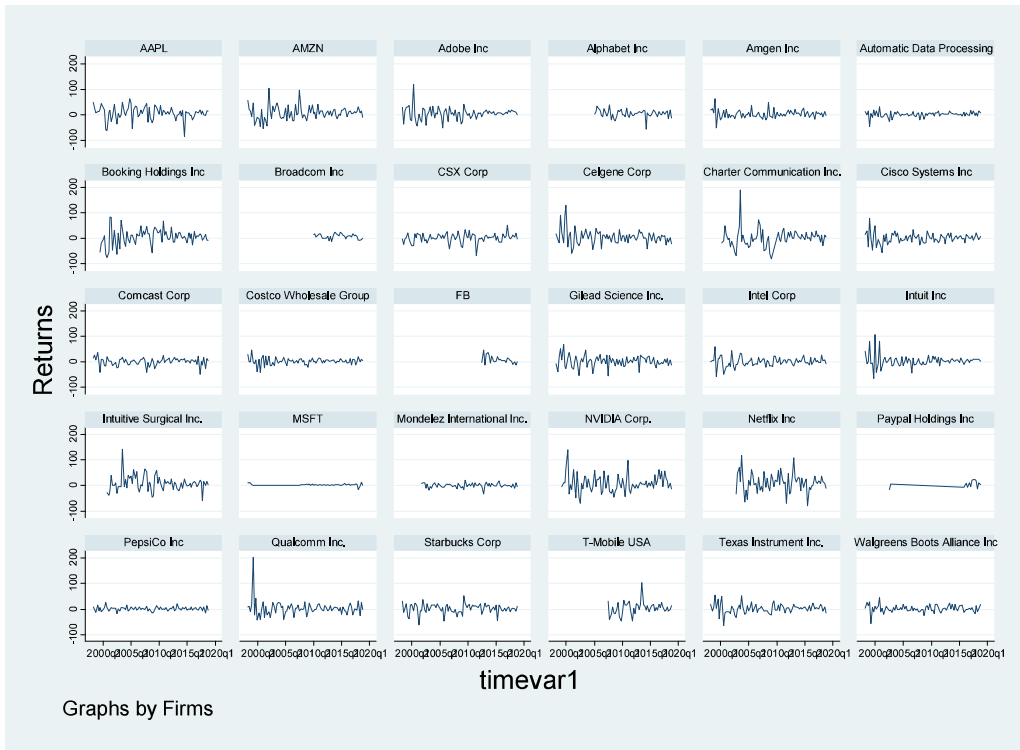 AAPL AMZN Adobe Inc Alphabet Inc Amgen Inc Automatic Data Processing
200
100
0
-100
Booking Holdings Inc Broadcom Inc CSX Corp Celgene Corp Charter Communication Inc. Cisco Systems Inc
200
100
0
-100
Comcast Corp Costco Wholesale Group FB Gilead Science Inc. Intel Corp Intuit Inc
200
100
0
-100
Intuitive Surgical Inc. MSFT Mondelez International Inc. NVIDIA Corp. Netflix Inc Paypal Holdings Inc
200
100
0
-100
PepsiCo Inc Qualcomm Inc. Starbucks Corp T-Mobile USA Texas Instrument Inc. Walgreens Boots Alliance Inc
200
100
0
-100
Returns
2000q1 2005q1 2010q1 2015q1 2020q1 2000q1 2005q1 2010q1 2015q1 2020q1 2000q1 2005q1 2010q1 2015q1 2020q1 2000q1 2005q1 2010q1 2015q1 2020q1 2000q1 2005q1 2010q1 2015q1 2020q1 2000q1 2005q1 2010q1 2015q1 2020q1
timevar1
Graphs by Firms